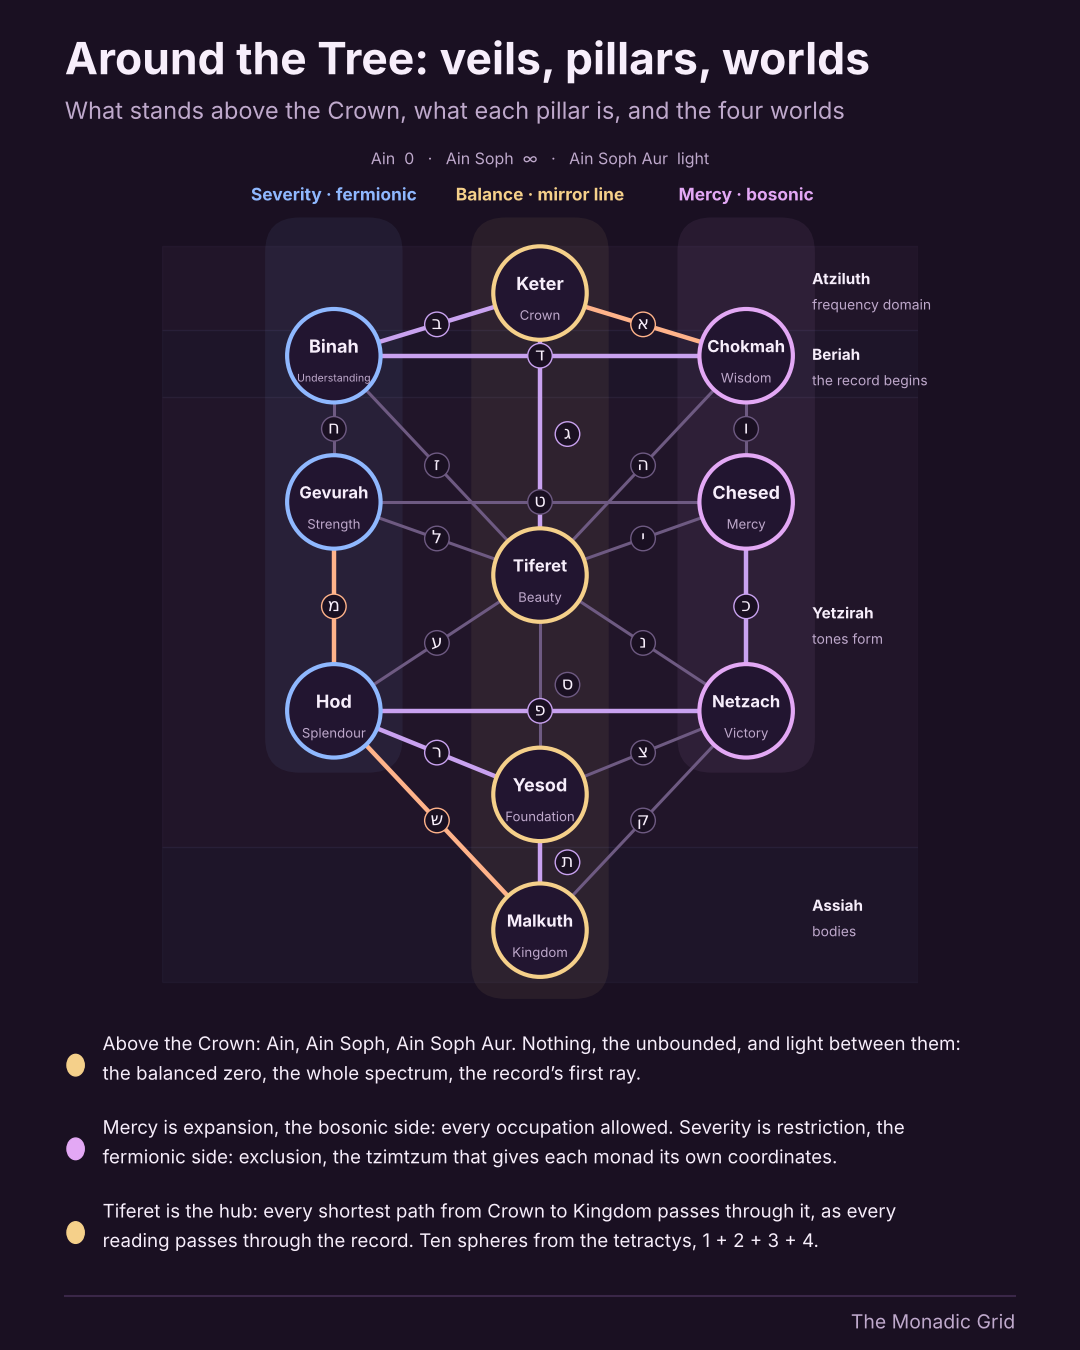 Around the Tree: veils, pillars, worlds
What stands above the Crown, what each pillar is, and the four worlds
Ain 0 · Ain Soph ∞ · Ain Soph Aur light
Severity · fermionic
Balance · mirror line
Mercy · bosonic
Keter
Crown
Atziluth
frequency domain
ב
א
Binah
Understanding
ד
Chokmah
Wisdom
Beriah
the record begins
ח
ג
ו
ז
ה
Gevurah
Strength
ט
Chesed
Mercy
ל
י
Tiferet
Beauty
מ
כ
Yetzirah
tones form
ע
נ
ס
Hod
Splendour
פ
Netzach
Victory
ר
צ
Yesod
Foundation
ש
ק
ת
Malkuth
Kingdom
Assiah
bodies
Above the Crown: Ain, Ain Soph, Ain Soph Aur. Nothing, the unbounded, and light between them:
the balanced zero, the whole spectrum, the record’s first ray.
Mercy is expansion, the bosonic side: every occupation allowed. Severity is restriction, the
fermionic side: exclusion, the tzimtzum that gives each monad its own coordinates.
Tiferet is the hub: every shortest path from Crown to Kingdom passes through it, as every
reading passes through the record. Ten spheres from the tetractys, 1 + 2 + 3 + 4.
The Monadic Grid